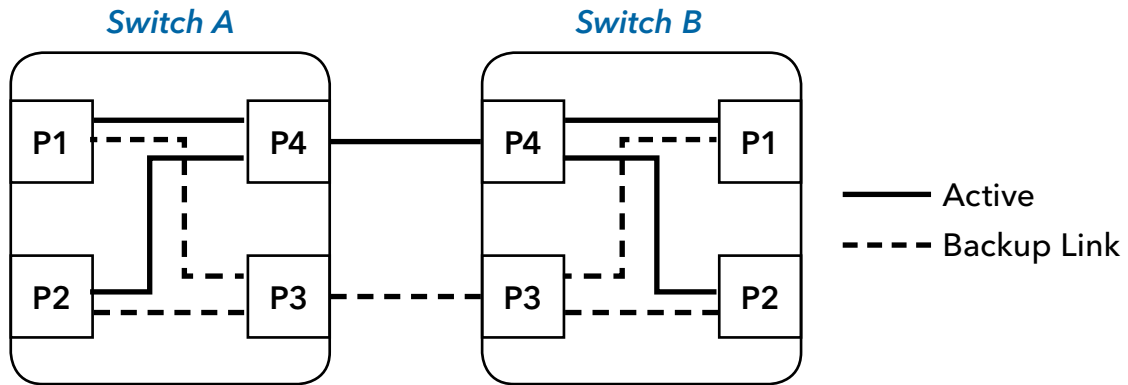 Switch A
Switch B
P1
P4
P4
P1
P2
P3
P3
P2
Active
Backup Link